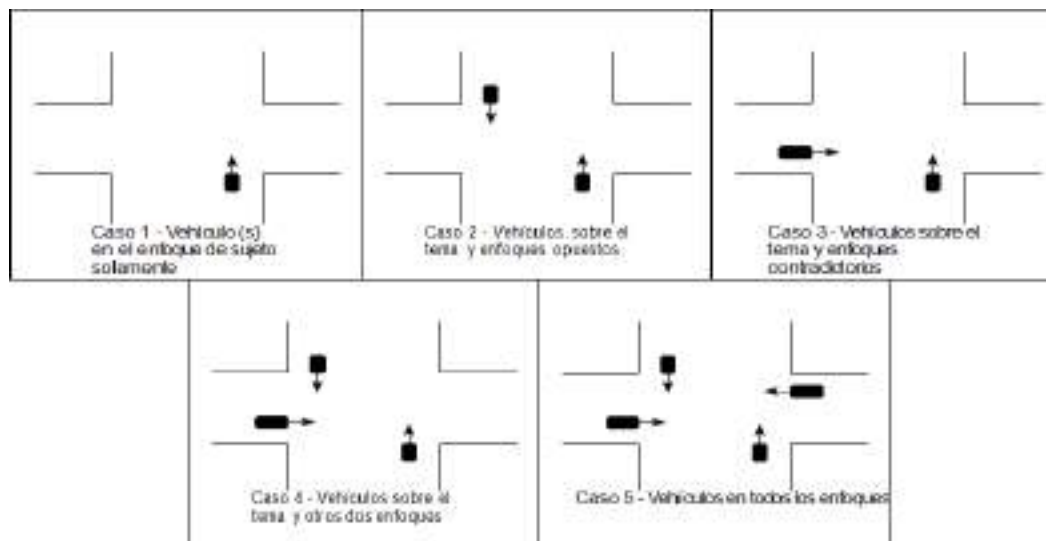 Caso 1 - Vehículo (s)
en el enfoque de sujeto
solamente
Caso 2 - Vehículos sobre el
tema y enfoques opuestos
Caso 3 - Vehículos sobre el
tema y enfoques
contradictorios
Caso 4 - Vehículos sobre el
tema y otros dos enfoques
Caso 5 - Vehículos en todos los enfoques